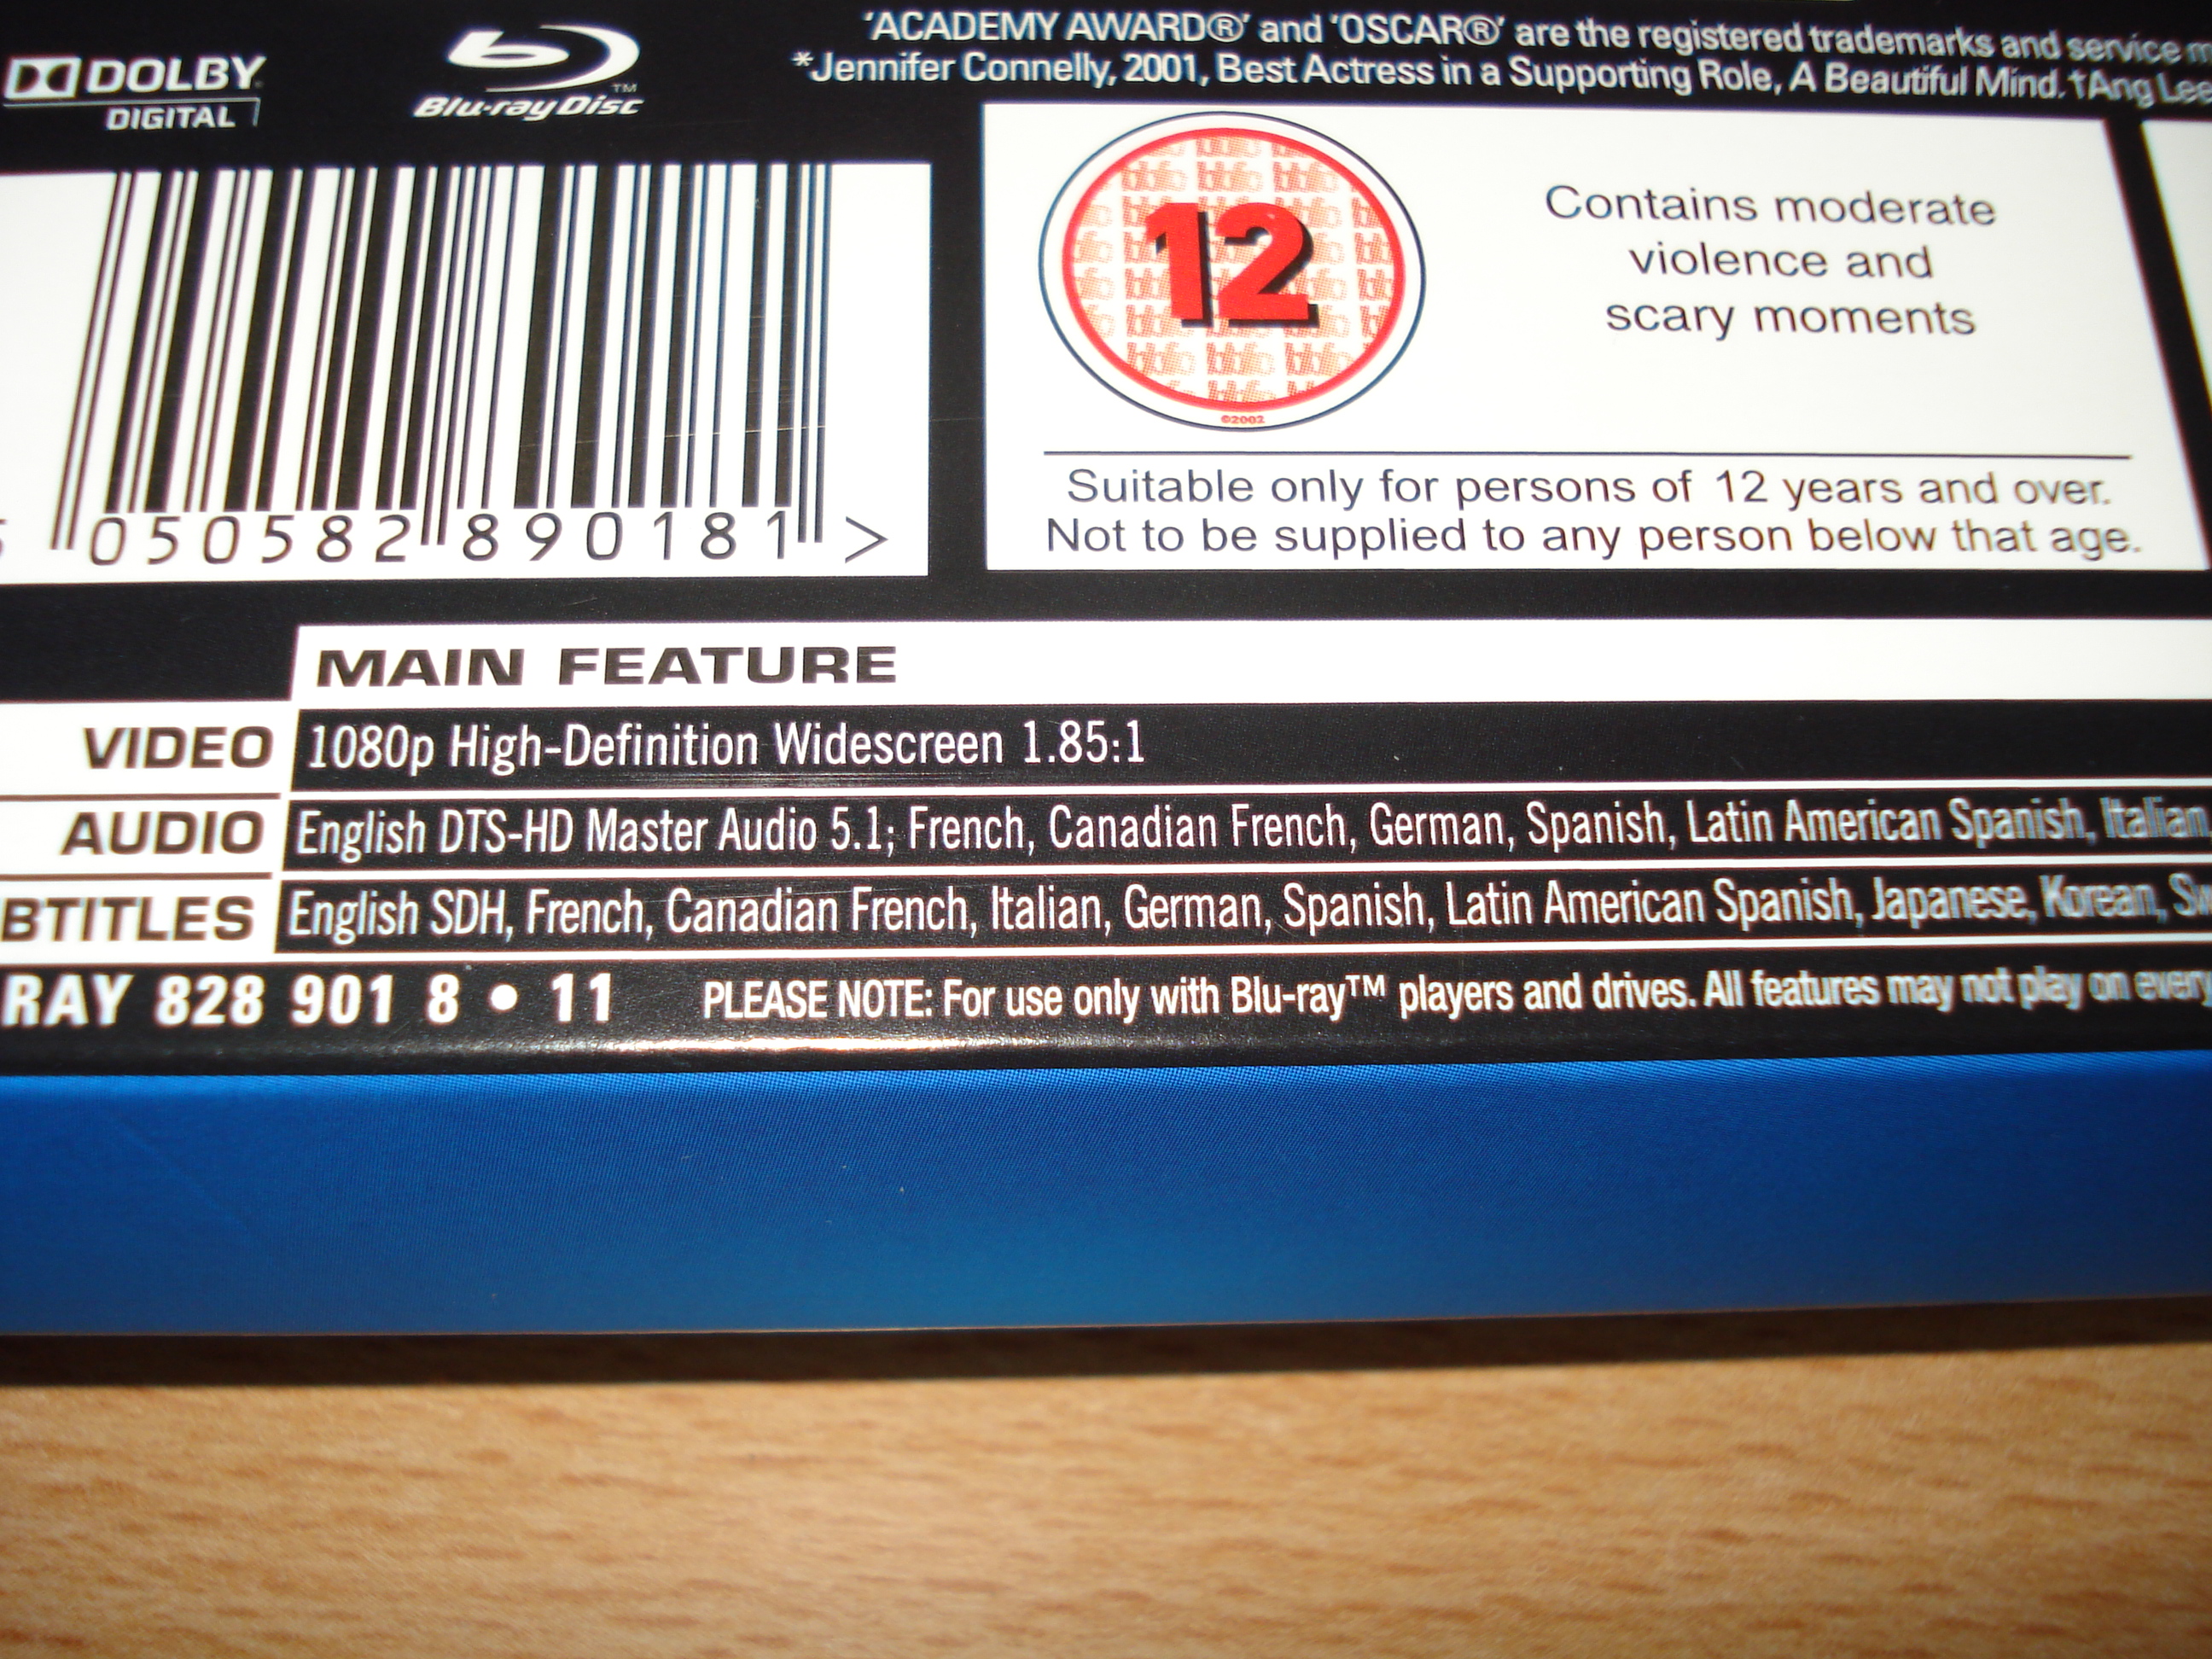 DOLBY
DIGITAL
Blu-ray Disc™
'ACADEMY AWARD®' and 'OSCAR®' are the registered trademarks and service
*Jennifer Connelly, 2001, Best Actress in a Supporting Role, A Beautiful Mind. †Ang Lee
12
©2002
Contains moderate
violence and
scary moments
Suitable only for persons of 12 years and over.
Not to be supplied to any person below that age.
050582 890181 >
MAIN FEATURE
VIDEO 1080p High-Definition Widescreen 1.85:1
AUDIO English DTS-HD Master Audio 5.1; French, Canadian French, German, Spanish, Latin American Spanish, Italian
BTITLES English SDH, French, Canadian French, Italian, German, Spanish, Latin American Spanish, Japanese, Korean,
RAY 828 901 8 • 11 PLEASE NOTE: For use only with Blu-ray™ players and drives. All features may not play on every